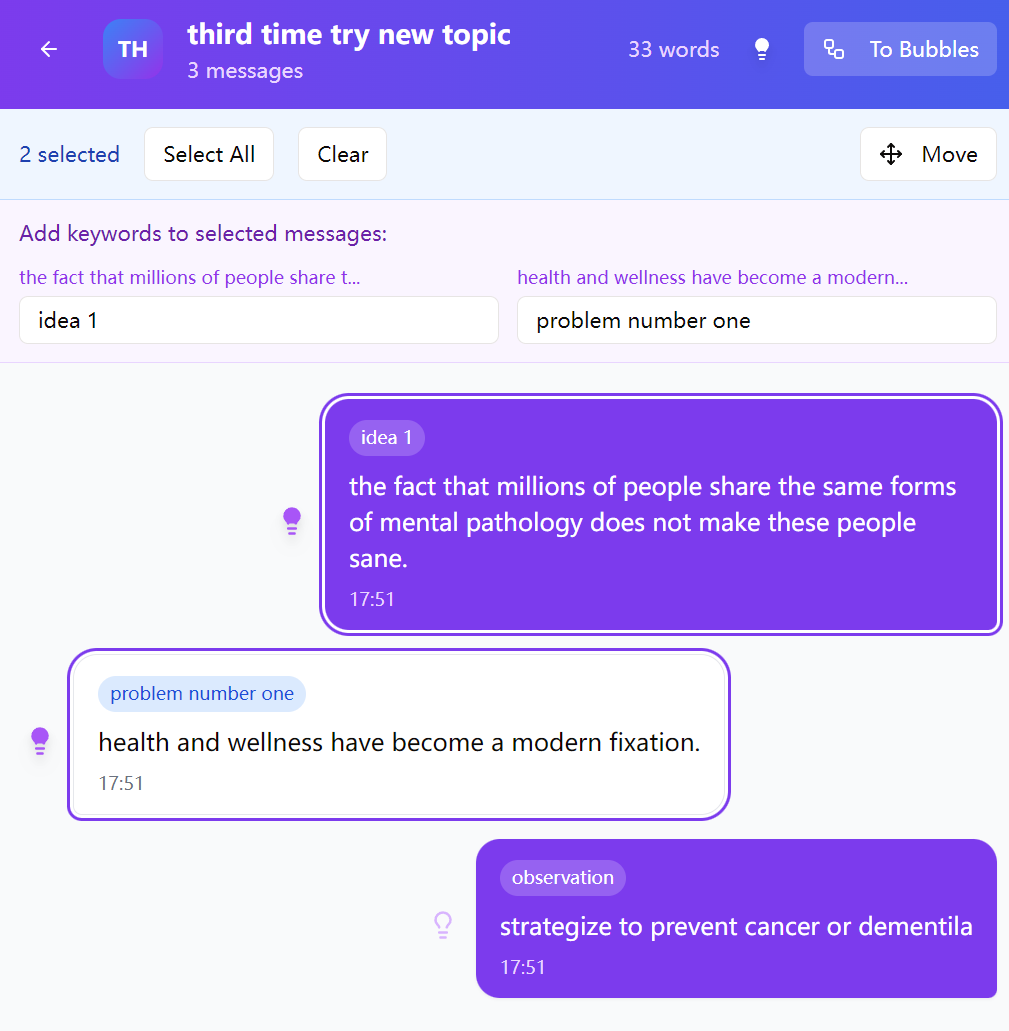 TH
third time try new topic
3 messages
33 words
To Bubbles
2 selected
Select All
Clear
Move
Add keywords to selected messages:
the fact that millions of people share t...
idea 1
health and wellness have become a modern...
problem number one
idea 1
the fact that millions of people share the same forms
of mental pathology does not make these people
sane.
17:51
problem number one
health and wellness have become a modern fixation.
17:51
observation
strategize to prevent cancer or dementila
17:51